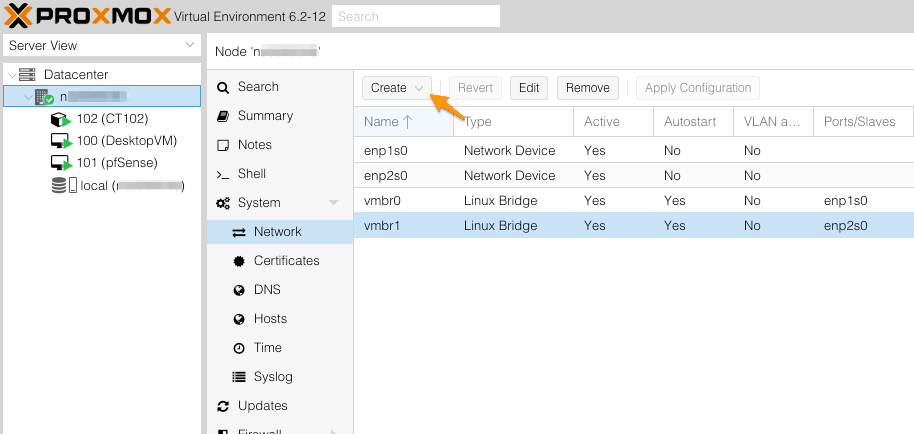 PROXMOX Virtual Environment 6.2-12 Search
Server View
Datacenter
n
102 (CT102)
100 (DesktopVM)
101 (pfSense)
local (n )
Node 'n '
Search
Summary
Notes
Shell
System
Network
Certificates
DNS
Hosts
Time
Syslog
Updates
Firewall
Create Revert Edit Remove Apply Configuration
Name Type Active Autostart VLAN a... Ports/Slaves
enp1s0 Network Device Yes No No
enp2s0 Network Device Yes No No
vmbr0 Linux Bridge Yes Yes No enp1s0
vmbr1 Linux Bridge Yes Yes No enp2s0